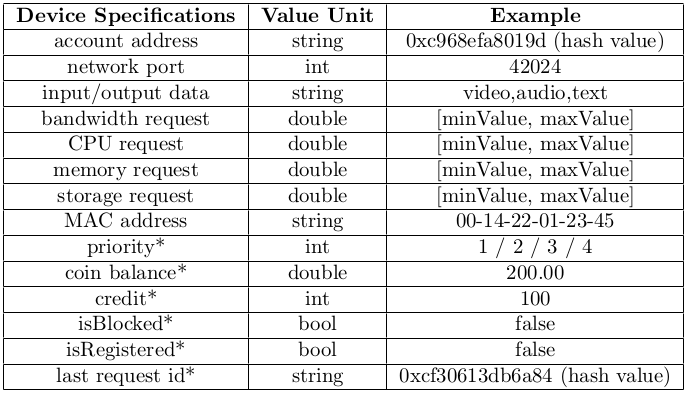 Device Specifications Value Unit Example
account address string 0xc968efa8019d (hash value)
network port int 42024
input/output data string video,audio,text
bandwidth request double [minValue, maxValue]
CPU request double [minValue, maxValue]
memory request double [minValue, maxValue]
storage request double [minValue, maxValue]
MAC address string 00-14-22-01-23-45
priority* int 1 / 2 / 3 / 4
coin balance* double 200.00
credit* int 100
isBlocked* bool false
isRegistered* bool false
last request id* string 0xcf30613db6a84 (hash value)